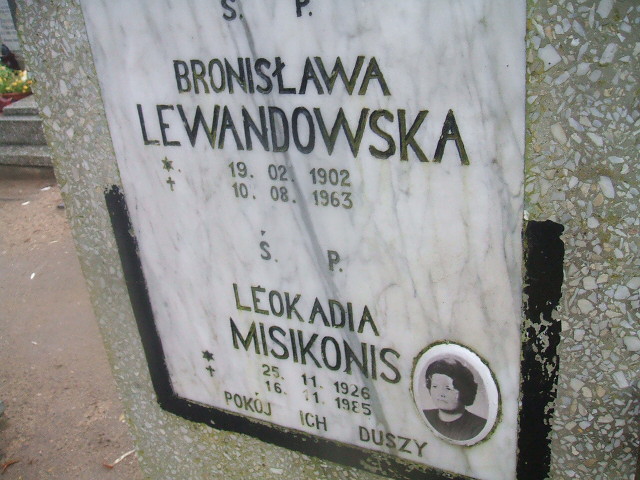 Ś. P.
BRONISŁAWA
LEWANDOWSKA
* 19. 02. 1902
† 10. 08. 1963
Ś. P.
LEOKADIA
MISIKONIS
* 25. 11. 1926
† 16. 11. 1985
POKÓJ ICH DUSZY